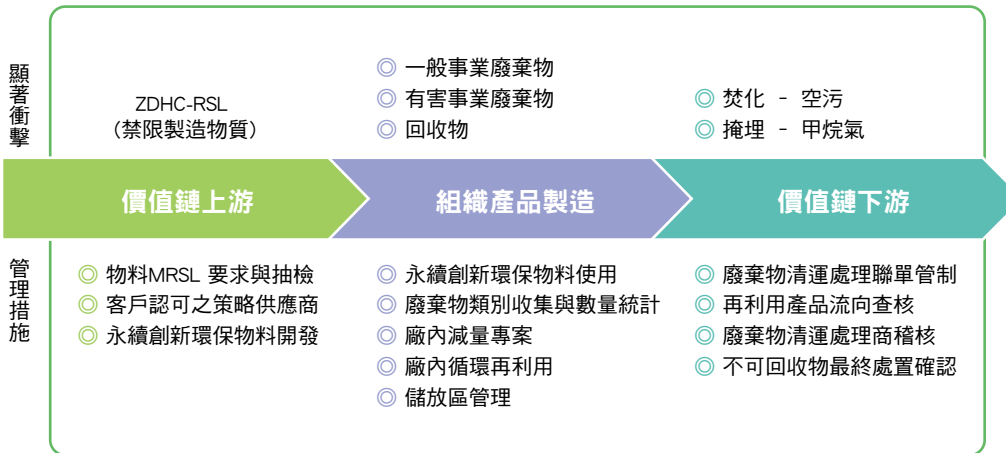 顯著衝擊
ZDHC-RSL
(禁限製造物質)
◎ 一般事業廢棄物
◎ 有害事業廢棄物
◎ 回收物
◎ 焚化 - 空污
◎ 掩埋 - 甲烷氣
價值鏈上游
組織產品製造
價值鏈下游
管理措施
◎ 物料MRSL 要求與抽檢
◎ 客戶認可之策略供應商
◎ 永續創新環保物料開發
◎ 永續創新環保物料使用
◎ 廢棄物類別收集與數量統計
◎ 廠內減量專案
◎ 廠內循環再利用
◎ 儲放區管理
◎ 廢棄物清運處理聯單管制
◎ 再利用產品流向查核
◎ 廢棄物清運處理商稽核
◎ 不可回收物最終處置確認